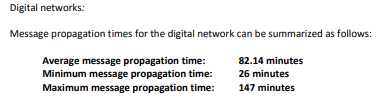 Digital networks:
Message propagation times for the digital network can be summarized as follows:
Average message propagation time: 82.14 minutes
Minimum message propagation time: 26 minutes
Maximum message propagation time: 147 minutes